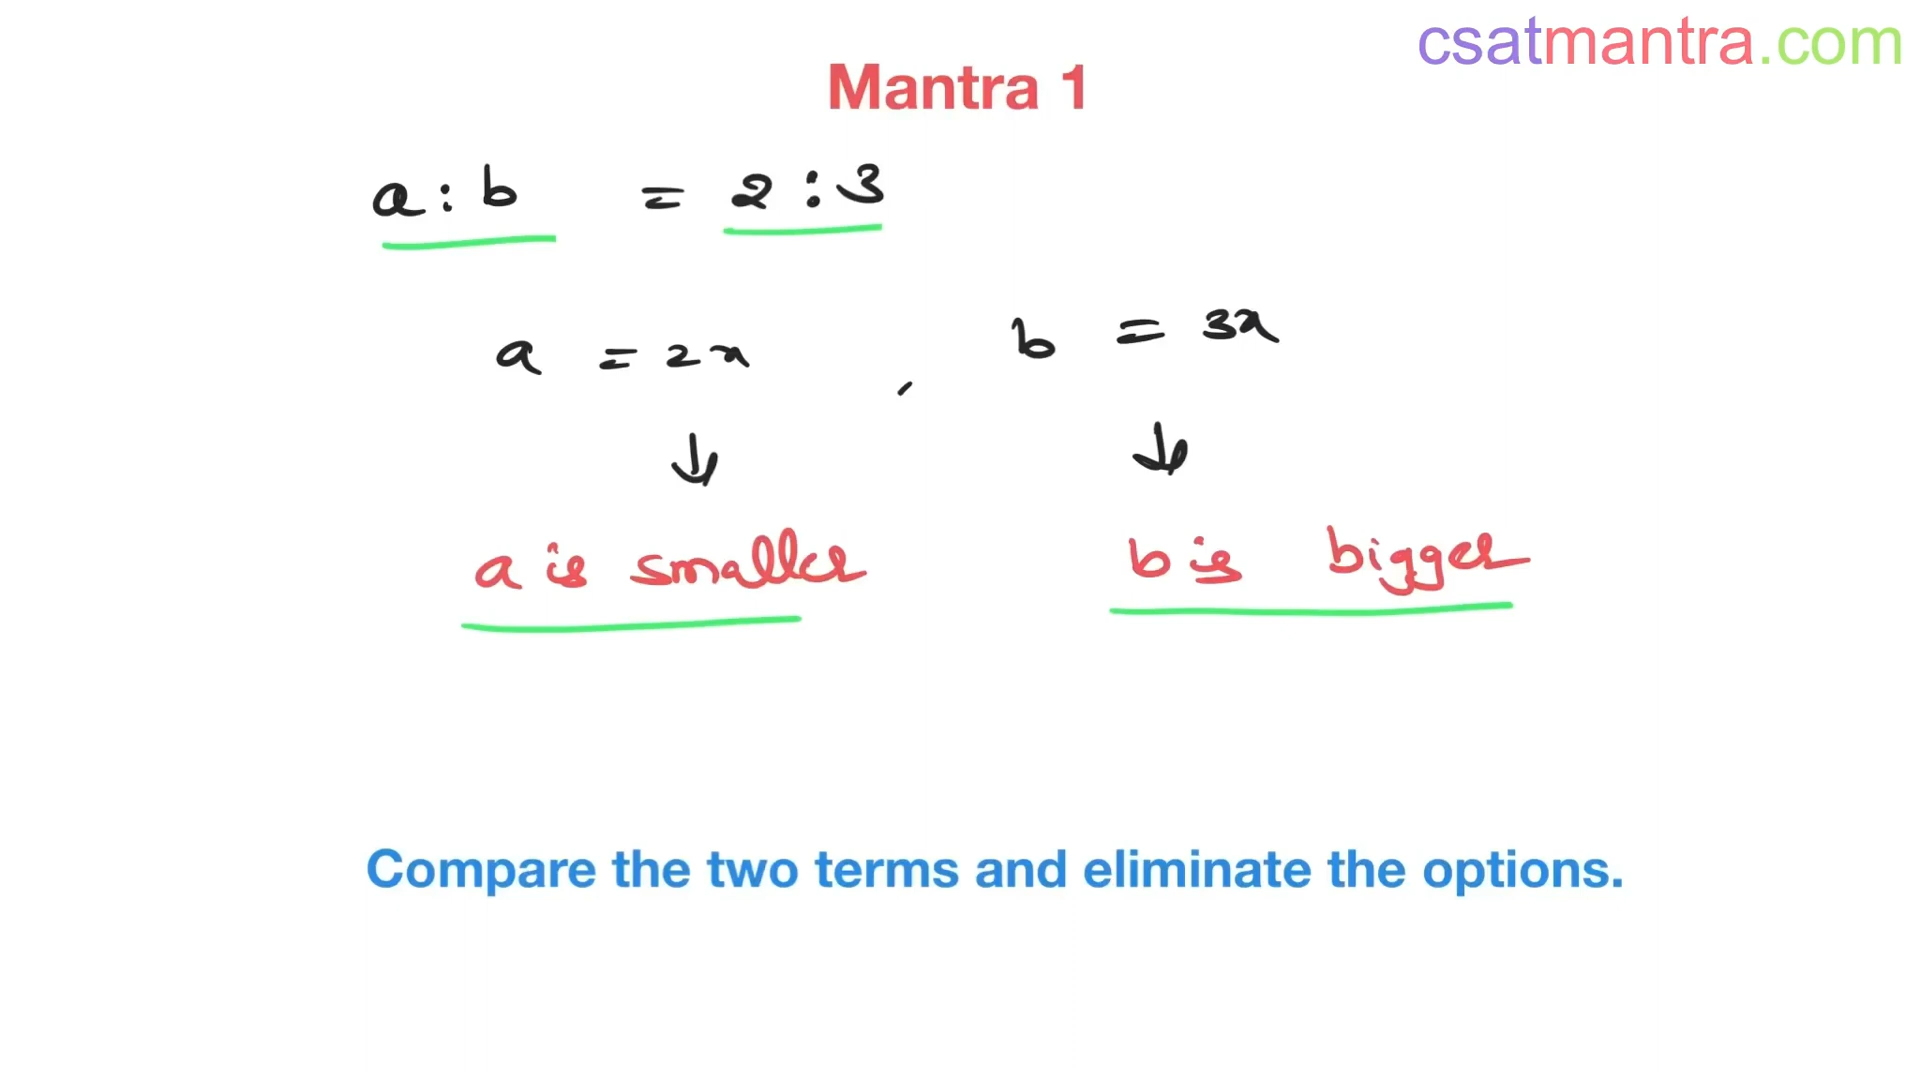 csatmantra.com
Mantra 1
a : b = 2 : 3
a = 2x , b = 3x
a is smaller b is bigger
Compare the two terms and eliminate the options.